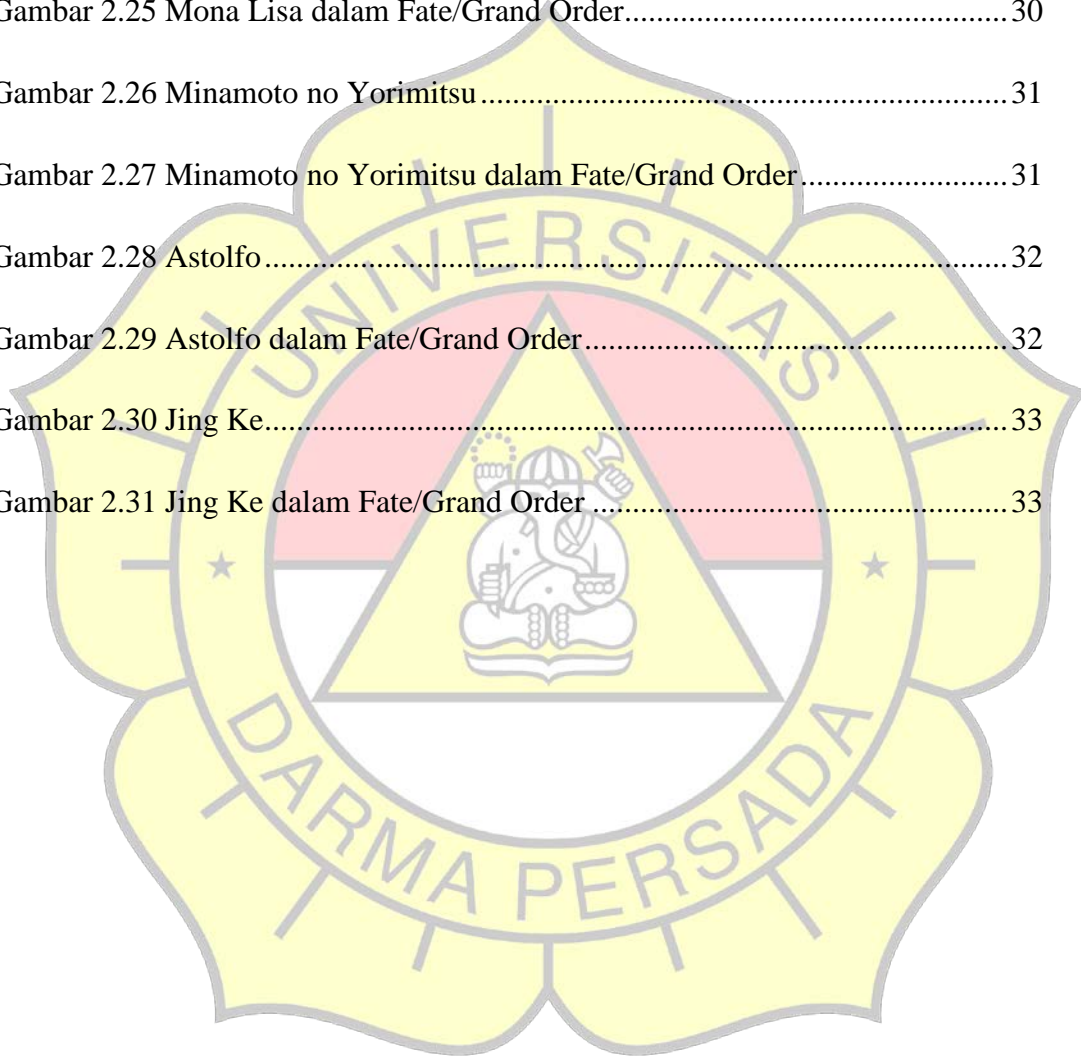 Gambar 2.25 Mona Lisa dalam Fate/Grand Order................................................30
Gambar 2.26 Minamoto no Yorimitsu..................................................................31
Gambar 2.27 Minamoto no Yorimitsu dalam Fate/Grand Order..........................31
Gambar 2.28 Astolfo.............................................................................................32
Gambar 2.29 Astolfo dalam Fate/Grand Order.....................................................32
Gambar 2.30 Jing Ke.............................................................................................33
Gambar 2.31 Jing Ke dalam Fate/Grand Order....................................................33
UNIVERSITAS
DARMA PERSADA